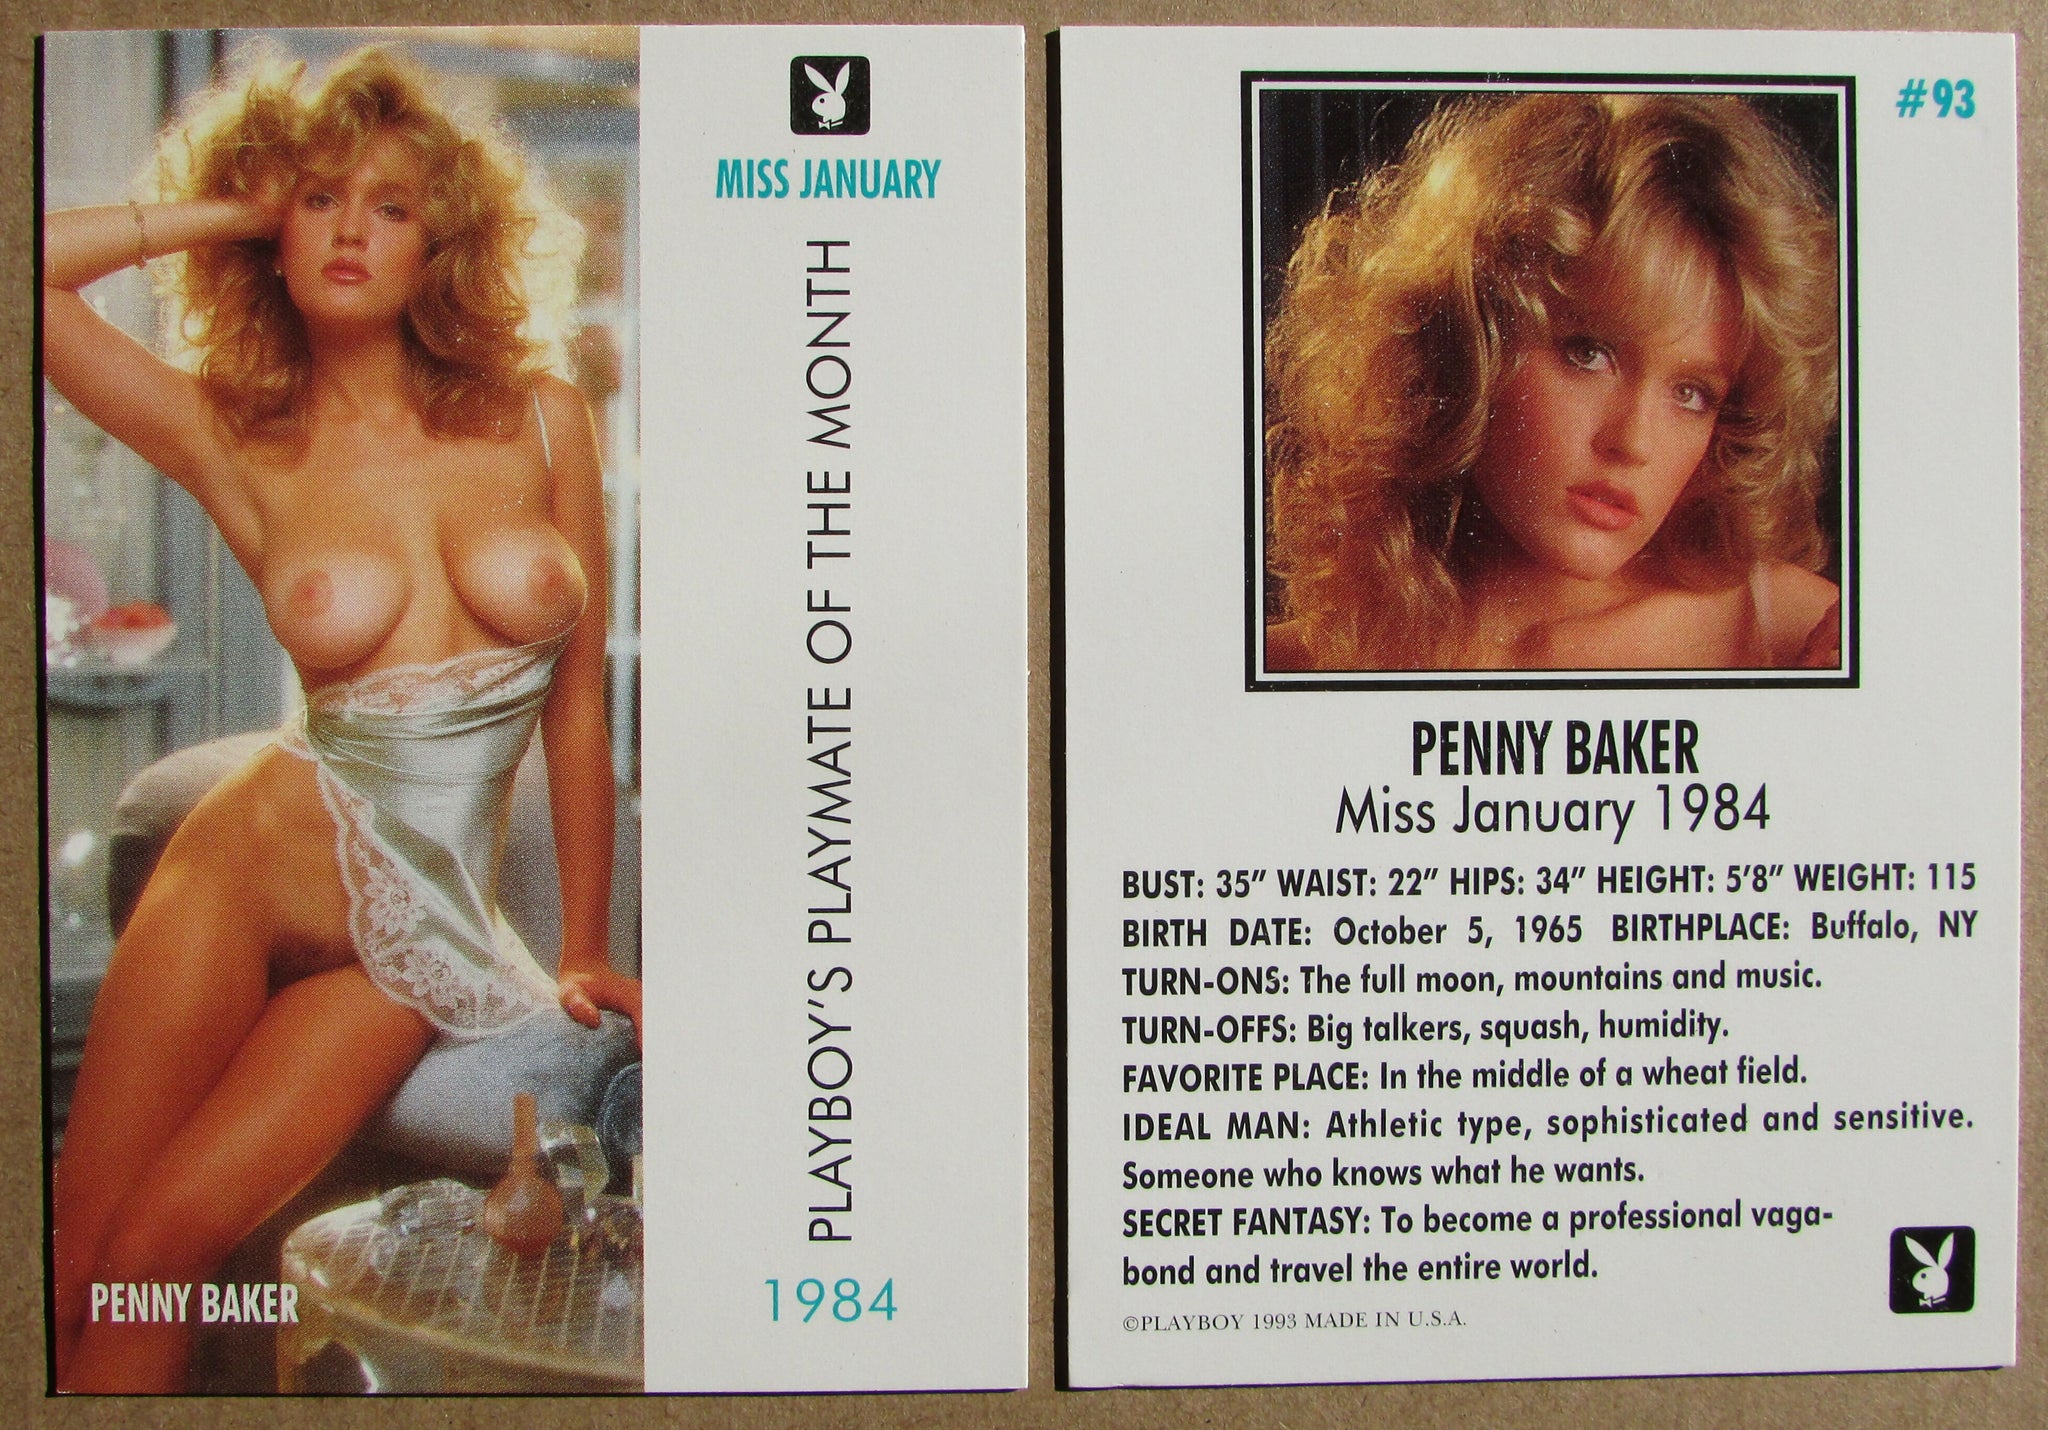 MISS JANUARY
PLAYBOY'S PLAYMATE OF THE MONTH
1984
PENNY BAKER
#93
PENNY BAKER
Miss January 1984
BUST: 35" WAIST: 22" HIPS: 34" HEIGHT: 5'8" WEIGHT: 115
BIRTH DATE: October 5, 1965 BIRTHPLACE: Buffalo, NY
TURN-ONS: The full moon, mountains and music.
TURN-OFFS: Big talkers, squash, humidity.
FAVORITE PLACE: In the middle of a wheat field.
IDEAL MAN: Athletic type, sophisticated and sensitive.
Someone who knows what he wants.
SECRET FANTASY: To become a professional vaga-
bond and travel the entire world.
©PLAYBOY 1993 MADE IN U.S.A.